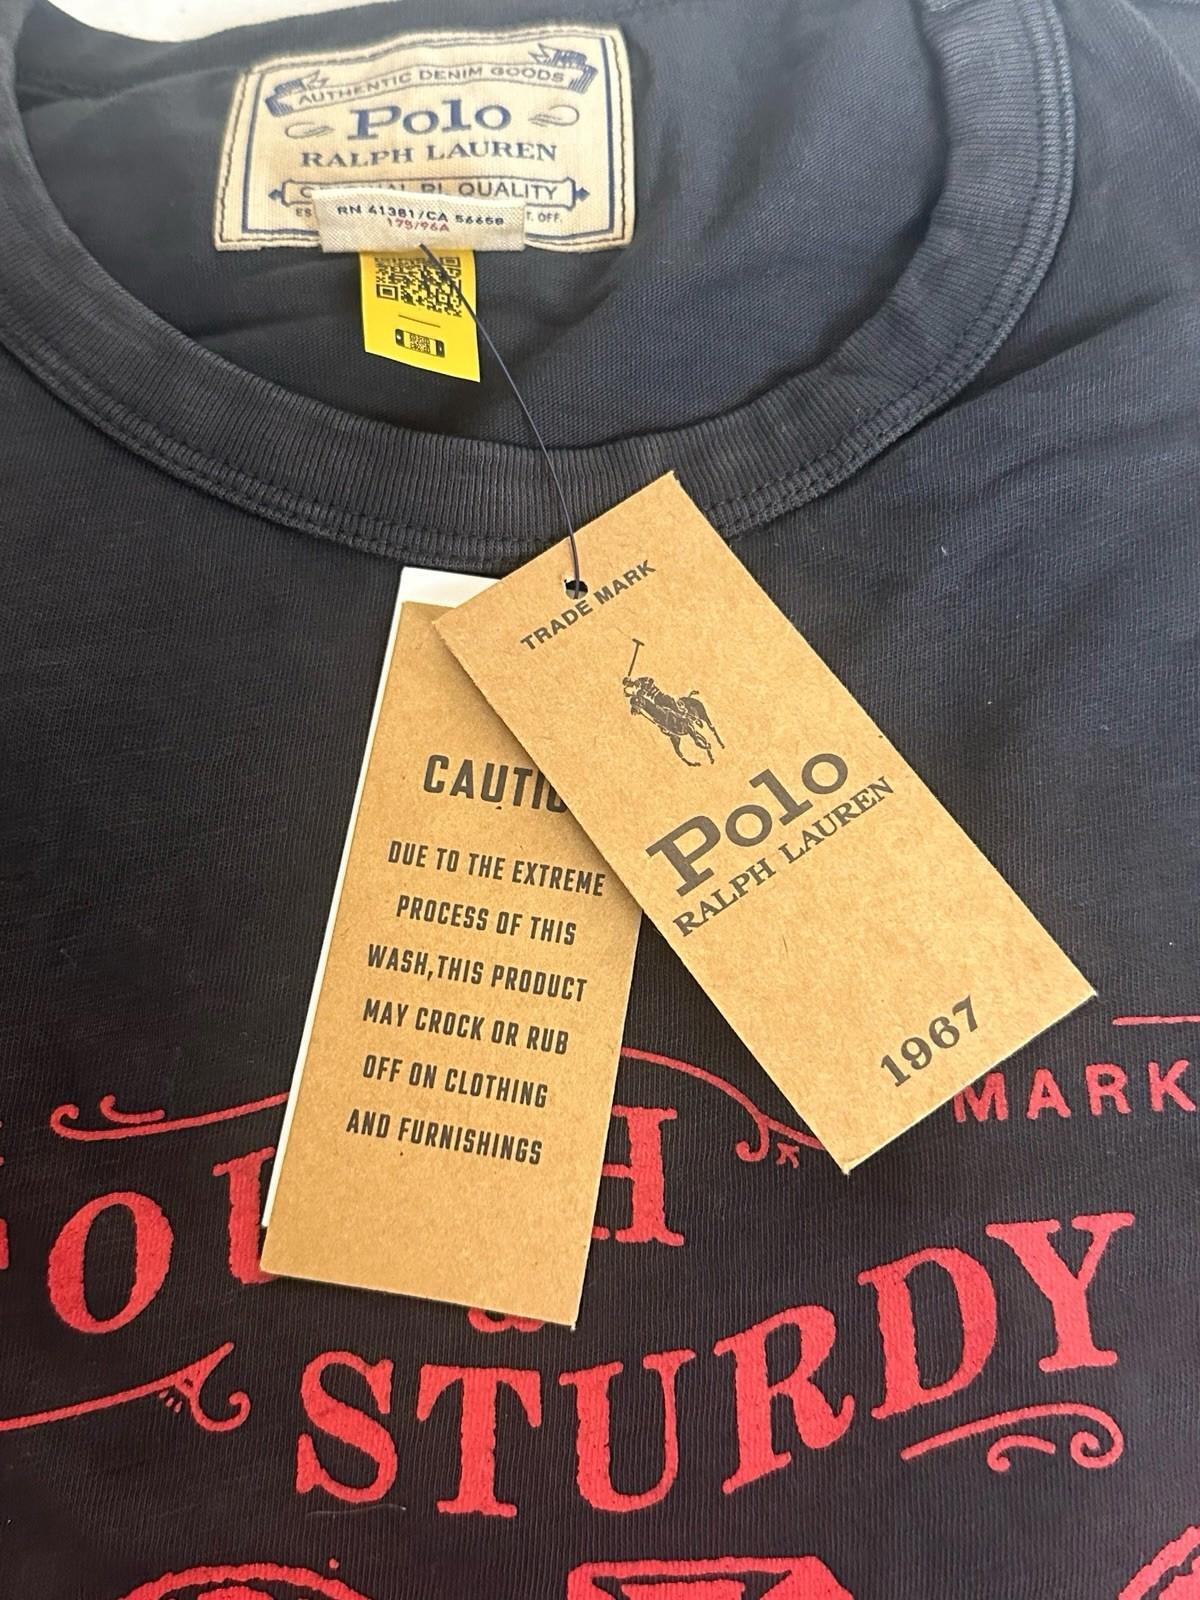 AUTHENTIC DENIM GOODS
Polo
RALPH LAUREN
QUALITY
T. OFF.
RN 41381/CA 56658
175/96A
TRADE MARK
Polo
RALPH LAUREN
1967
DUE TO THE EXTREME
PROCESS OF THIS
WASH,THIS PRODUCT
MAY CROCK OR RUB
OFF ON CLOTHING
AND FURNISHINGS
MARK
STURDY